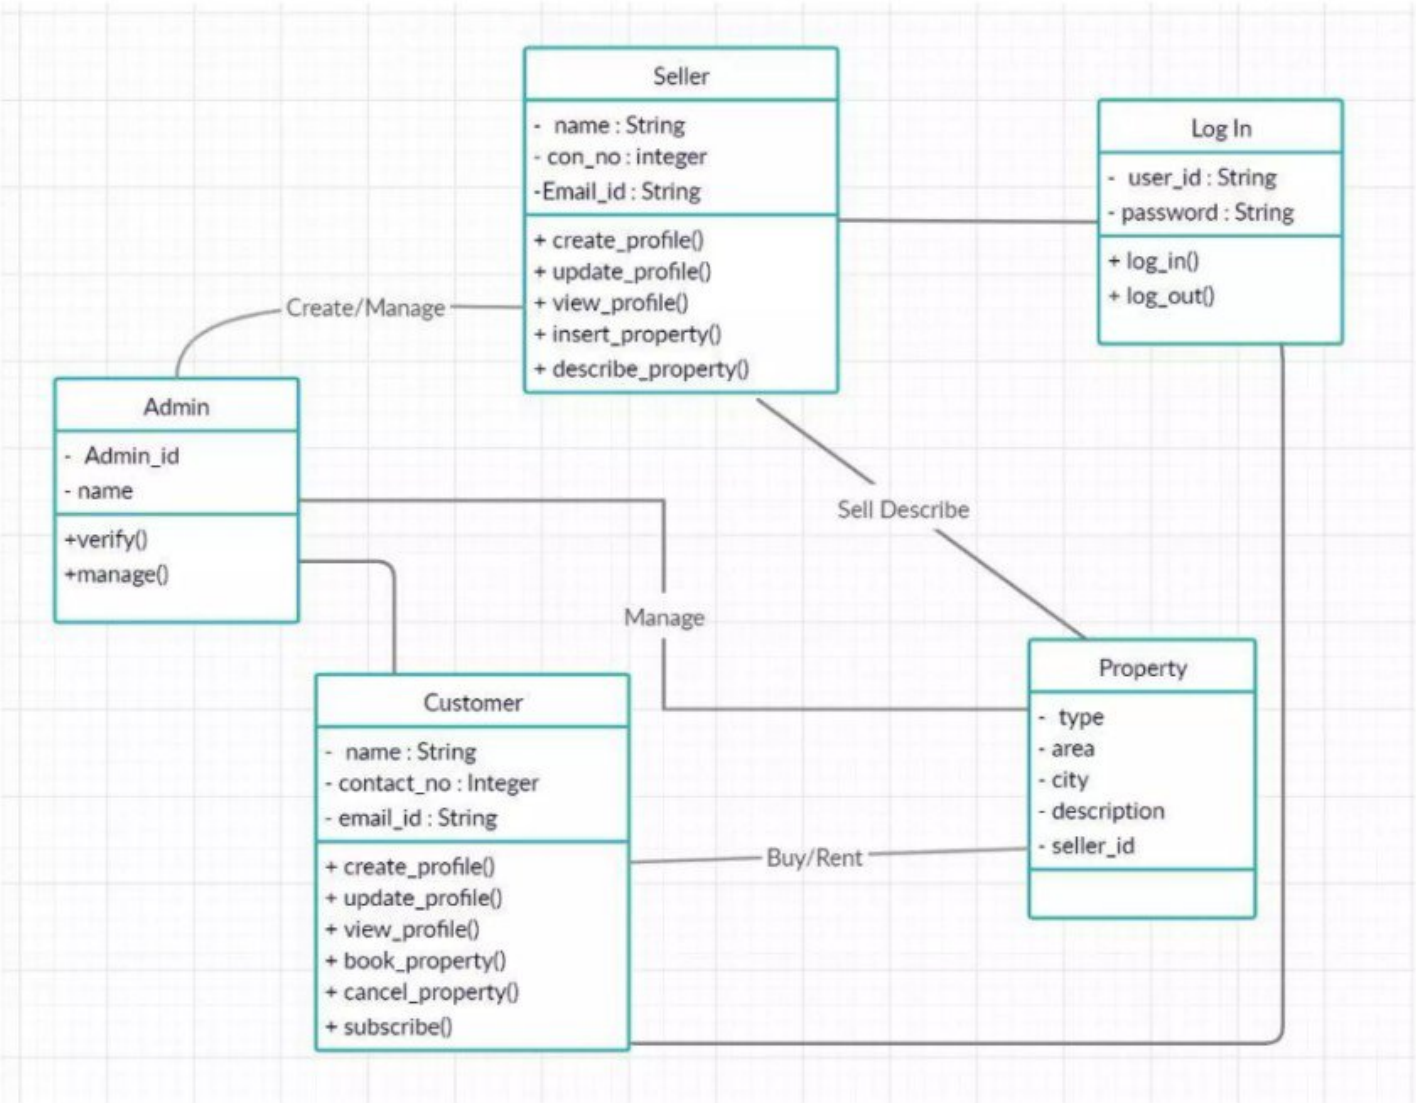 Seller
- name : String
- con_no : integer
-Email_id : String
+ create_profile()
+ update_profile()
+ view_profile()
+ insert_property()
+ describe_property()
Log In
- user_id : String
- password : String
+ log_in()
+ log_out()
Create/Manage
Admin
- Admin_id
- name
+verify()
+manage()
Sell Describe
Manage
Customer
- name : String
- contact_no : Integer
- email_id : String
+ create_profile()
+ update_profile()
+ view_profile()
+ book_property()
+ cancel_property()
+ subscribe()
Buy/Rent
Property
- type
- area
- city
- description
- seller_id